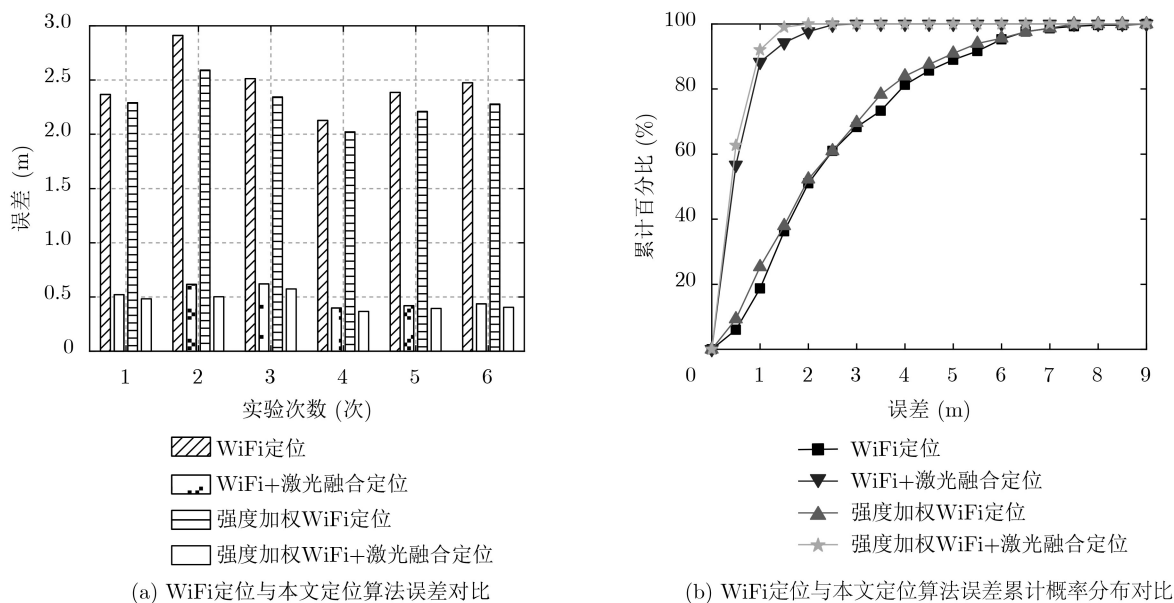 3.0
2.5
2.0
1.5
1.0
0.5
0
误差 (m)
1 2 3 4 5 6
实验次数 (次)
WiFi定位
WiFi+激光融合定位
强度加权WiFi定位
强度加权WiFi+激光融合定位
(a) WiFi定位与本文定位算法误差对比
100
80
60
40
20
累计百分比 (%)
0 1 2 3 4 5 6 7 8 9
误差 (m)
WiFi定位
WiFi+激光融合定位
强度加权WiFi定位
强度加权WiFi+激光融合定位
(b) WiFi定位与本文定位算法误差累计概率分布对比